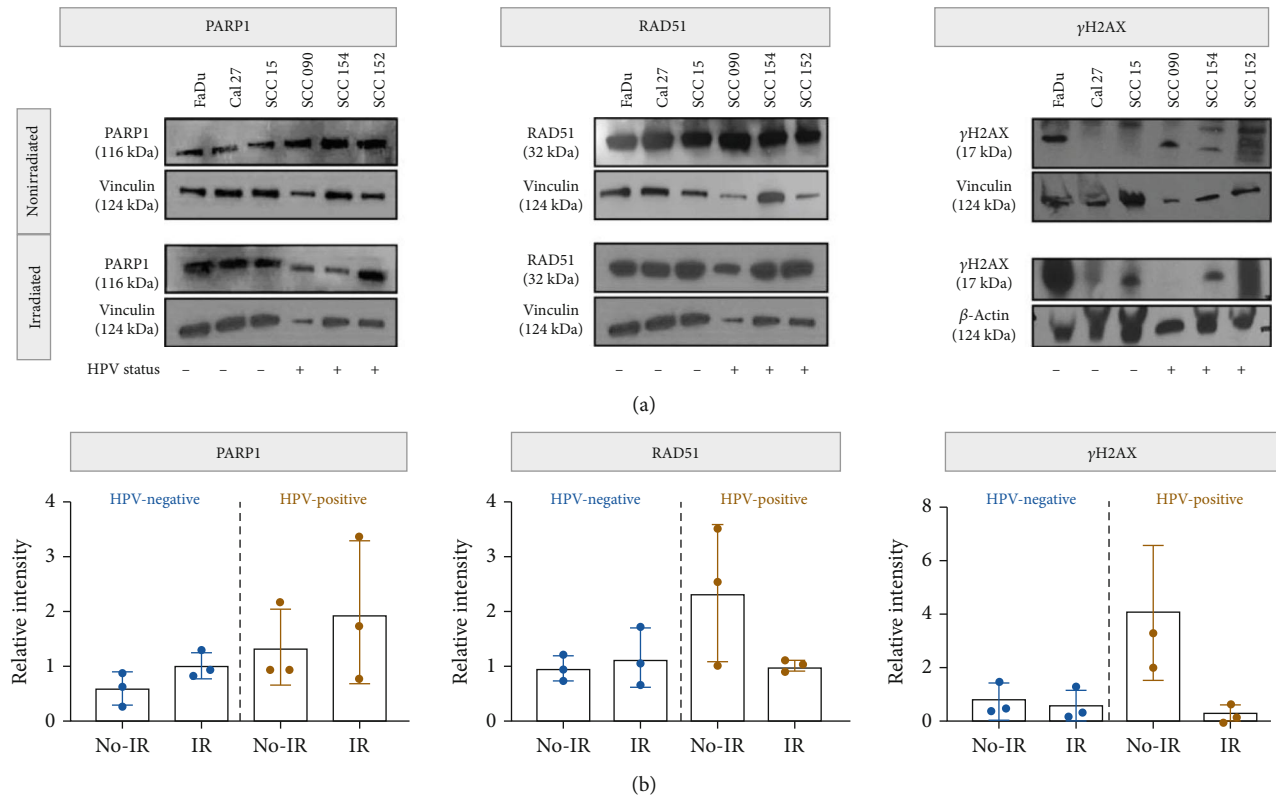 PARP1
RAD51
γH2AX
FaDu
Cal 27
SCC 15
SCC 090
SCC 154
SCC 152
FaDu
Cal 27
SCC 15
SCC 090
SCC 154
SCC 152
FaDu
Cal 27
SCC 15
SCC 090
SCC 154
SCC 152
Nonirradiated
PARP1
(116 kDa)
Vinculin
(124 kDa)
RAD51
(32 kDa)
Vinculin
(124 kDa)
γH2AX
(17 kDa)
Vinculin
(124 kDa)
Irradiated
PARP1
(116 kDa)
Vinculin
(124 kDa)
RAD51
(32 kDa)
Vinculin
(124 kDa)
γH2AX
(17 kDa)
β-Actin
(124 kDa)
HPV status – – – + + +
– – – + + +
– – – + + +
(a)
PARP1
HPV-negative HPV-positive
Relative intensity
4
3
2
1
0
No-IR IR No-IR IR
RAD51
HPV-negative HPV-positive
Relative intensity
4
3
2
1
0
No-IR IR No-IR IR
γH2AX
HPV-negative HPV-positive
Relative intensity
8
6
4
2
0
No-IR IR No-IR IR
(b)